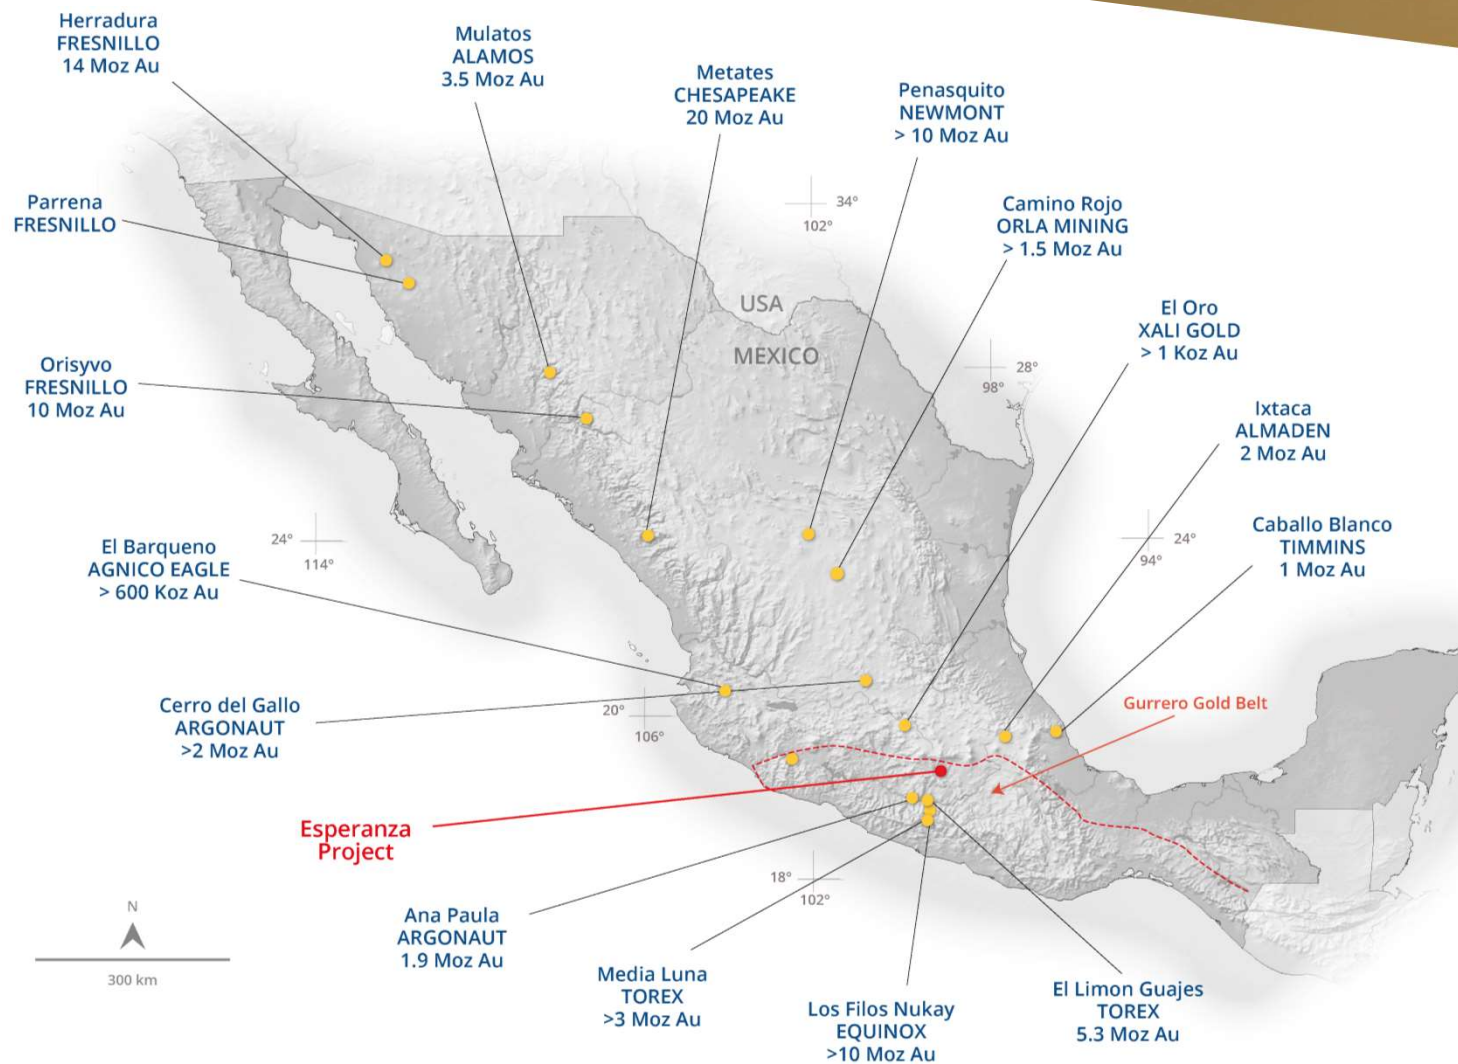 Herradura
FRESNILLO
14 Moz Au
Mulatos
ALAMOS
3.5 Moz Au
Metates
CHESAPEAKE
20 Moz Au
Penasquito
NEWMONT
> 10 Moz Au
Parrena
FRESNILLO
Camino Rojo
ORLA MINING
> 1.5 Moz Au
34°
102°
USA
MEXICO
El Oro
XALI GOLD
> 1 Koz Au
Orisyvo
FRESNILLO
10 Moz Au
28°
98°
Ixtaca
ALMADEN
2 Moz Au
24°
114°
24°
94°
Caballo Blanco
TIMMINS
1 Moz Au
El Barqueno
AGNICO EAGLE
> 600 Koz Au
Cerro del Gallo
ARGONAUT
>2 Moz Au
20°
106°
Gurrero Gold Belt
Esperanza
Project
18°
102°
N
300 km
Ana Paula
ARGONAUT
1.9 Moz Au
Media Luna
TOREX
>3 Moz Au
Los Filos Nukay
EQUINOX
>10 Moz Au
El Limon Guajes
TOREX
5.3 Moz Au